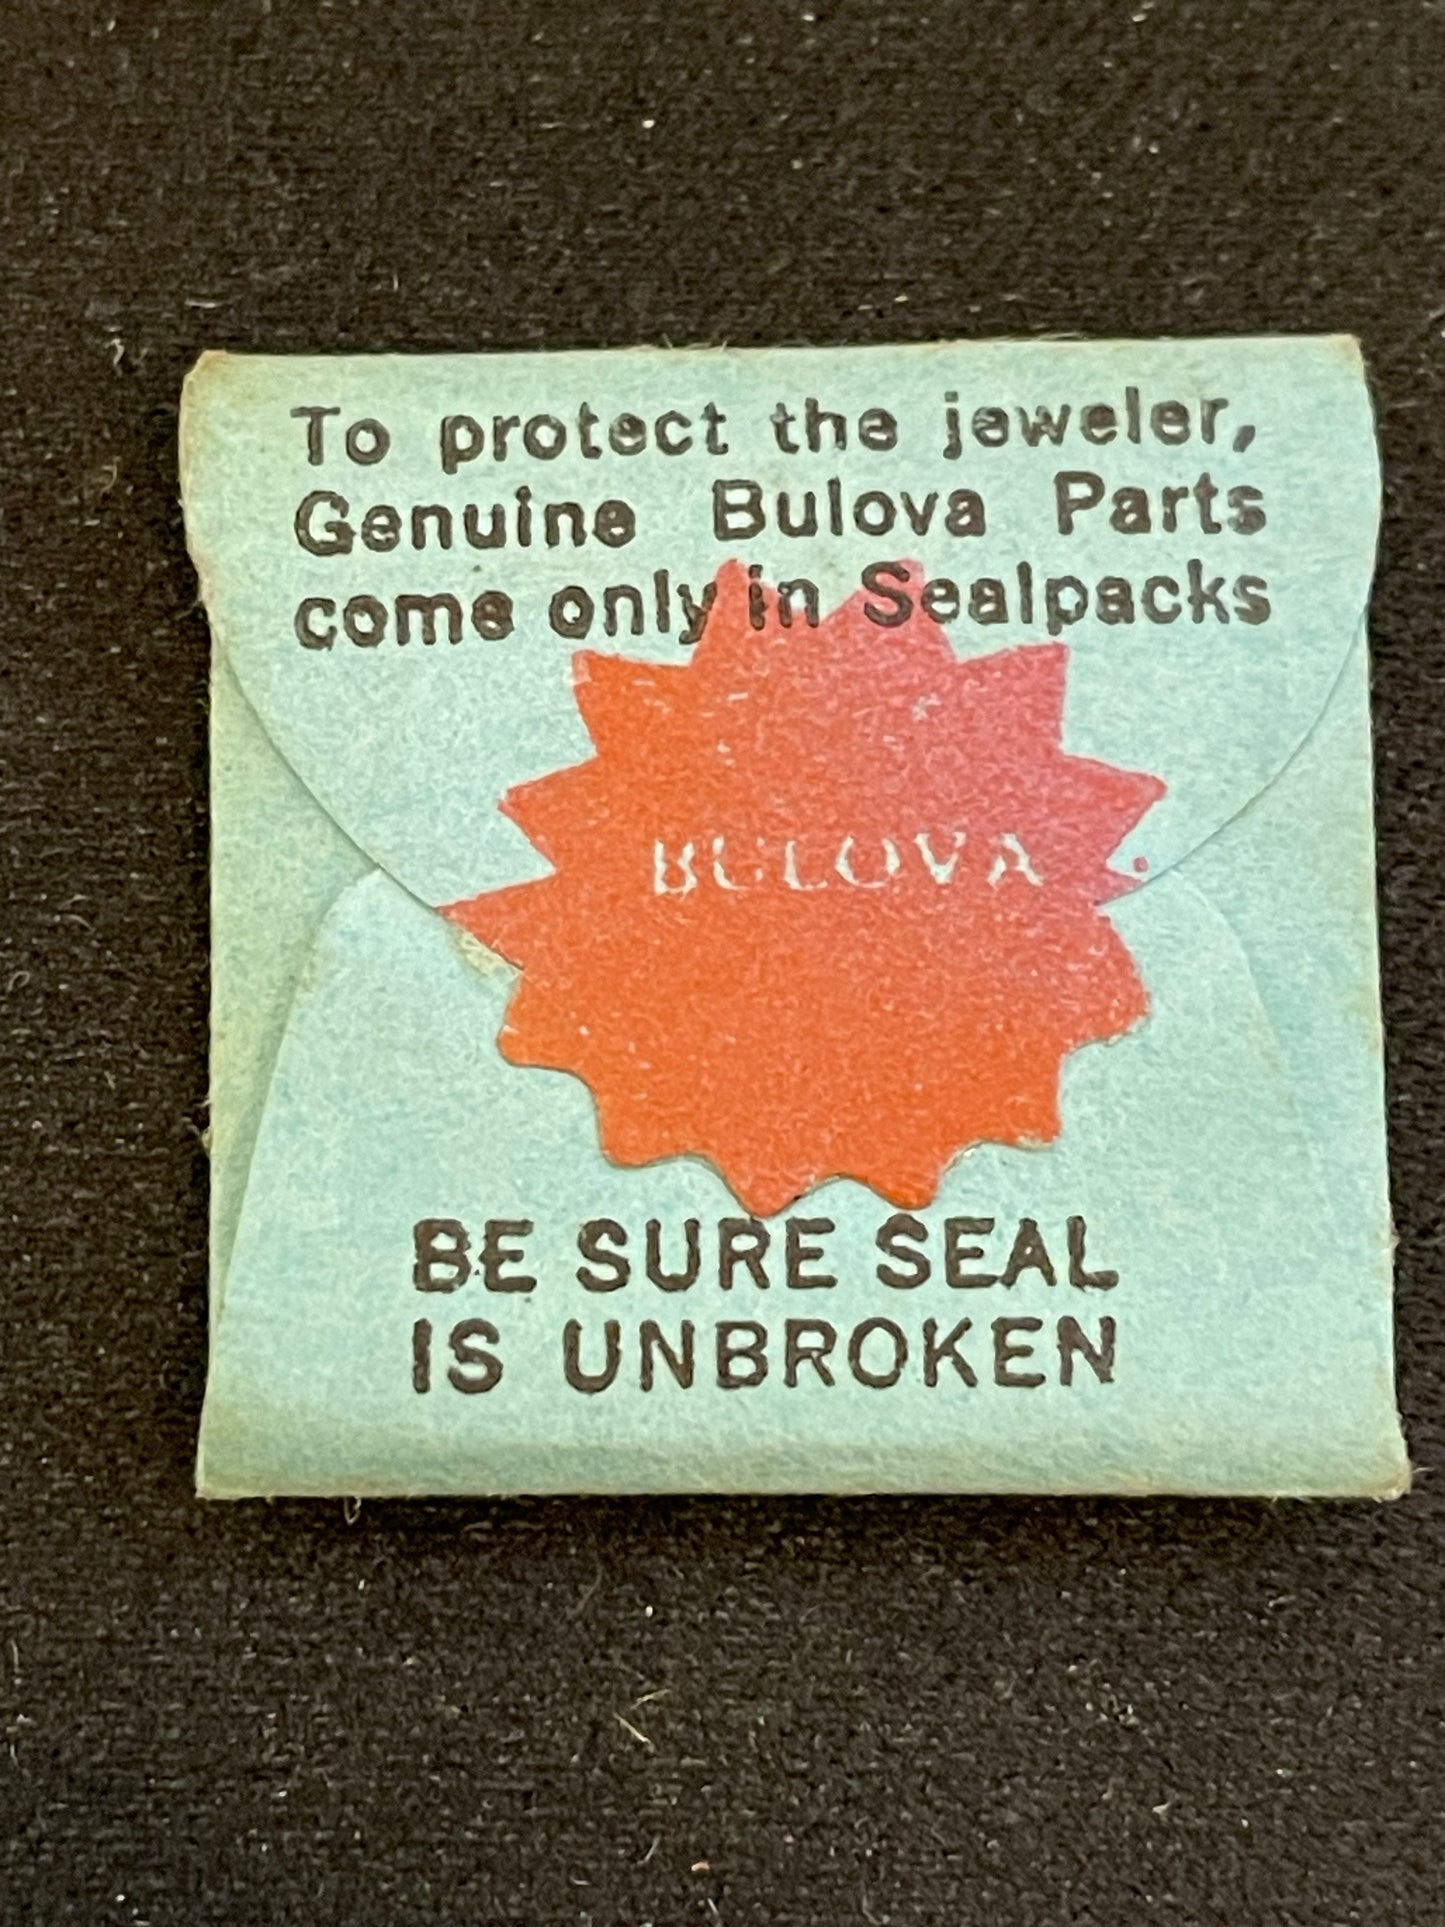 To protect the jeweler,
Genuine Bulova Parts
come only in Sealpacks
BULOVA
BE SURE SEAL
IS UNBROKEN